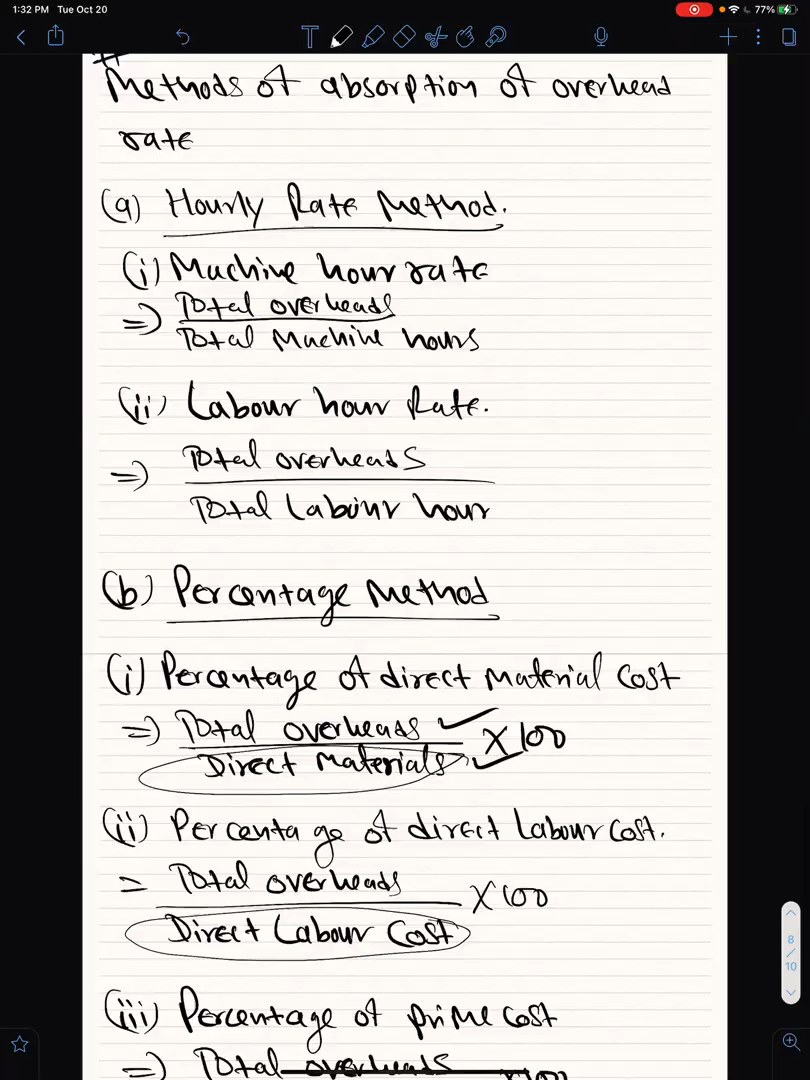 1:32 PM Tue Oct 20
77%
Methods of absorption of overhead
rate
(a) Hourly Rate Method.
(i) Machine hour rate
=) Total overheads
Total Machine hours
(ii) Labour hour Rate.
=) Total overheads
Total Labour hour
(b) Percentage Method
(i) Percentage of direct Material Cost
=) Total overheads X 100
Direct Materials
(ii) Percentage of direct Labour Cost.
= Total overheads X 100
Direct Labour Cost
(iii) Percentage of prime Cost
=) Total overheads X100
8
/
10